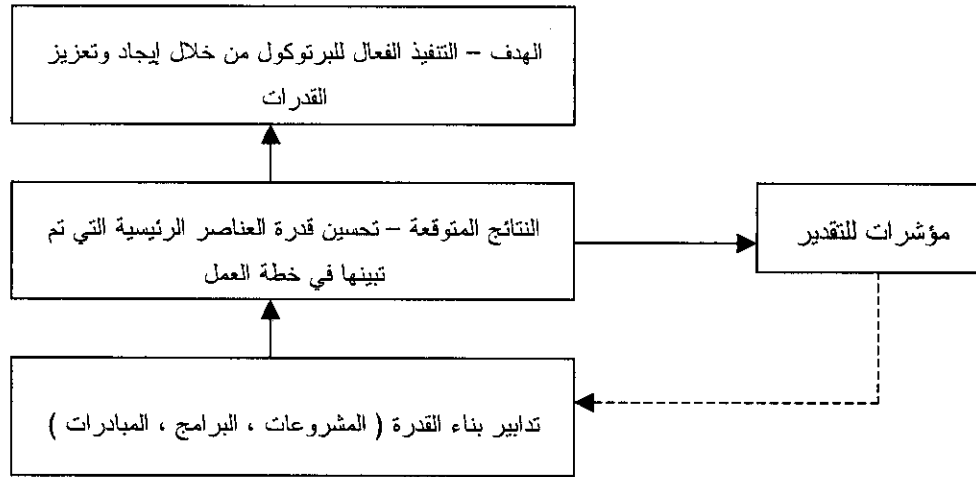 الهدف – التنفيذ الفعال للبرتوكول من خلال إيجاد وتعزيز
القدرات
النتائج المتوقعة – تحسين قدرة العناصر الرئيسية التي تم
تبينها في خطة العمل
مؤشرات للتقدير
تدابير بناء القدرة ( المشروعات ، البرامج ، المبادرات )